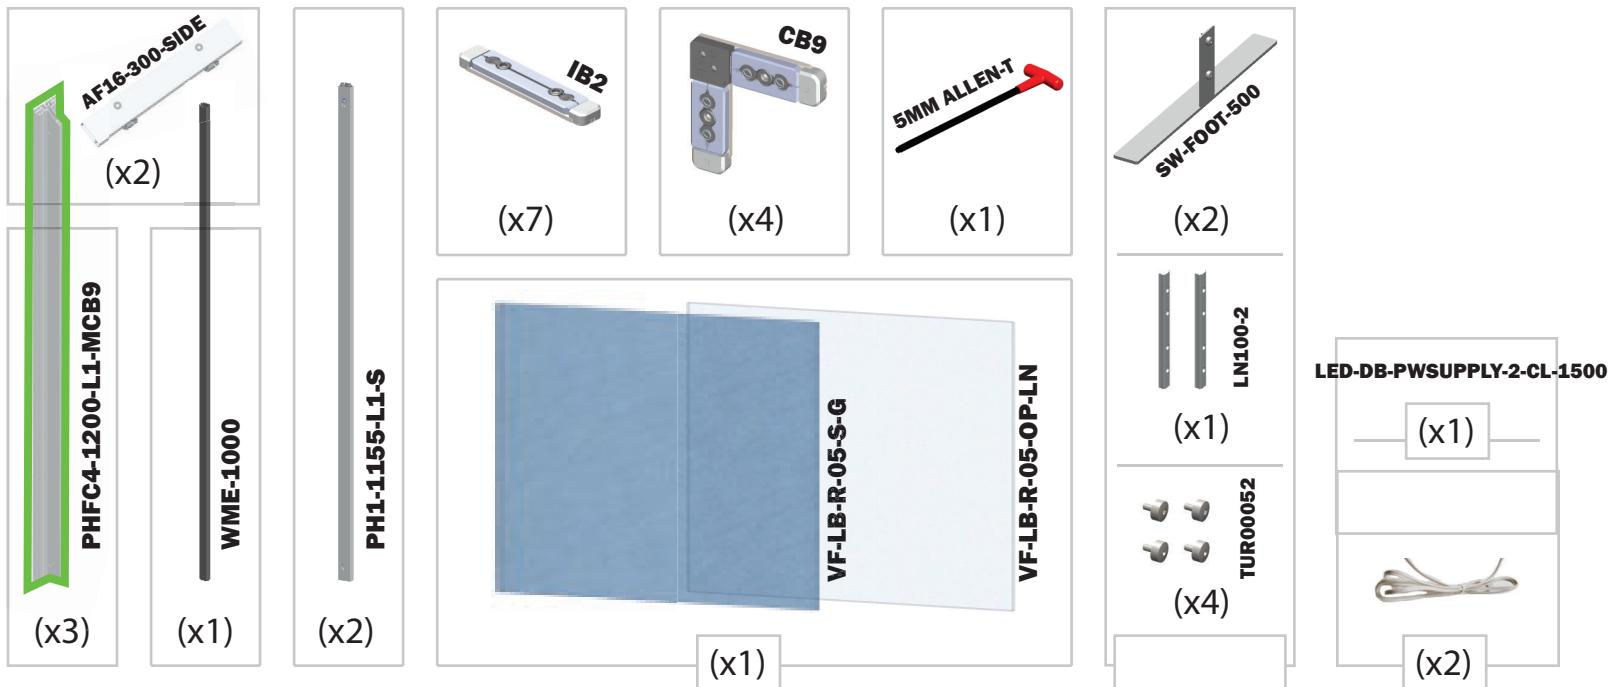 AF16-300-SIDE
(x2)
PHFC4-1200-L1-MCB9
(x3)
WME-1000
(x1)
PH1-1155-L1-S
(x2)
IB2
(x7)
CB9
(x4)
5MM ALLEN-T
(x1)
VF-LB-R-05-S-G
VF-LB-R-05-OP-LN
(x1)
SW-FOOT-500
(x2)
LN100-2
(x1)
TUR00052
(x4)
LED-DB-PWSUPPLY-2-CL-1500
(x1)
(x2)